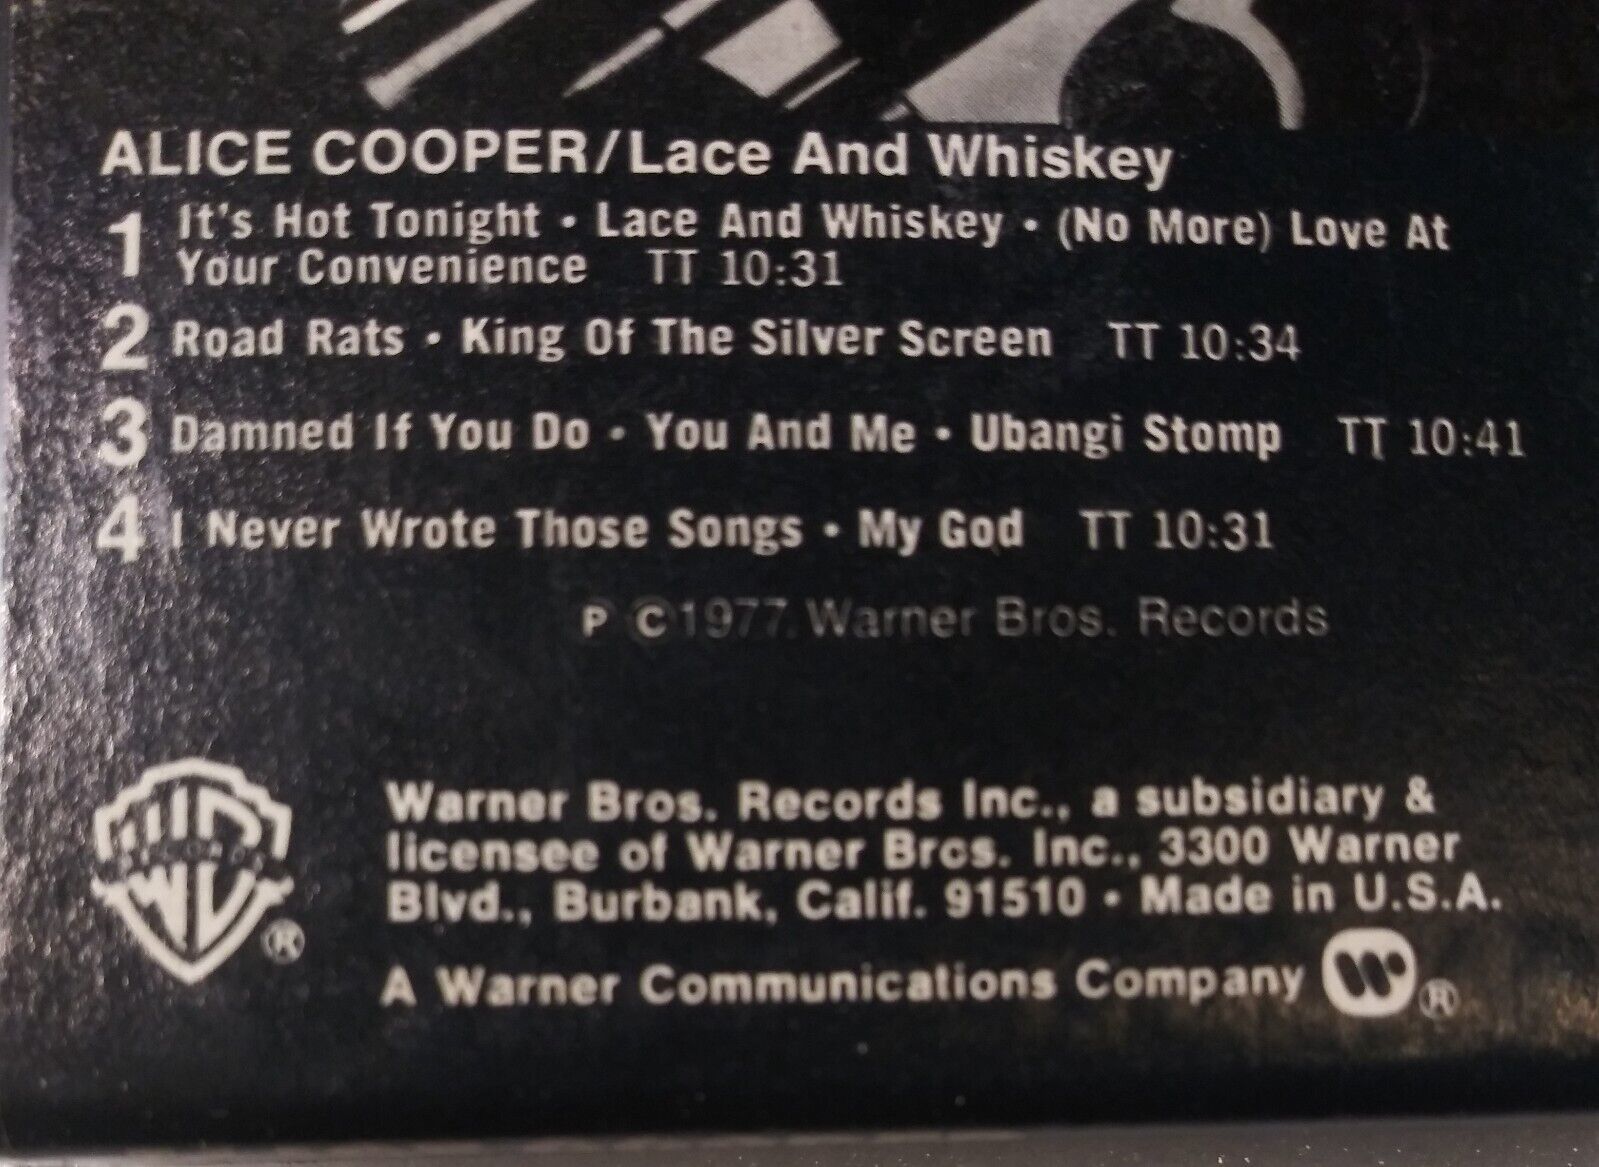 ALICE COOPER/Lace And Whiskey
1 It's Hot Tonight • Lace And Whiskey • (No More) Love At
Your Convenience TT 10:31
2 Road Rats • King Of The Silver Screen TT 10:34
3 Damned If You Do • You And Me • Ubangi Stomp TT 10:41
4 I Never Wrote Those Songs • My God TT 10:31
Ⓟ ©1977 Warner Bros. Records
Warner Bros. Records Inc., a subsidiary &
licensee of Warner Bros. Inc., 3300 Warner
Blvd., Burbank, Calif. 91510 • Made in U.S.A.
WB RECORDS ®
A Warner Communications Company W ®